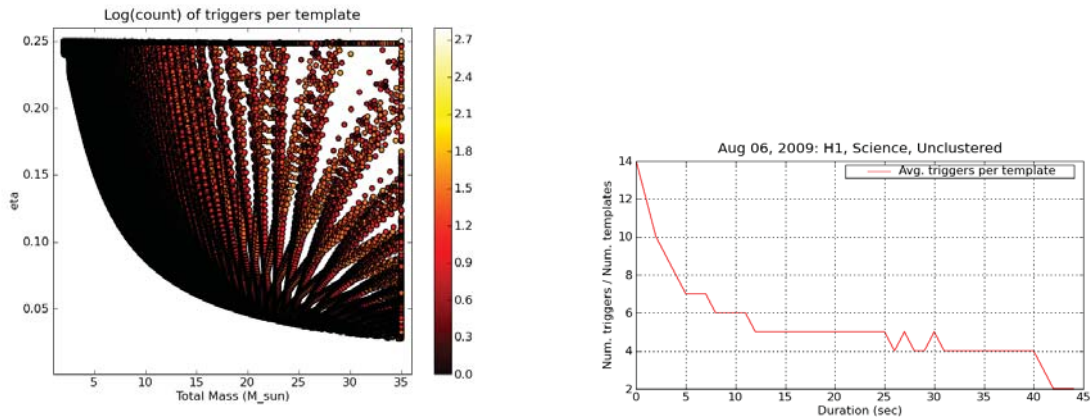 Log(count) of triggers per template
0.25
0.20
0.15
0.10
0.05
eta
5 10 15 20 25 30 35
Total Mass (M_sun)
2.7
2.4
2.1
1.8
1.5
1.2
0.9
0.6
0.3
0.0
Aug 06, 2009: H1, Science, Unclustered
Avg. triggers per template
14
12
10
8
6
4
2
Num. triggers / Num. templates
0 5 10 15 20 25 30 35 40 45
Duration (sec)